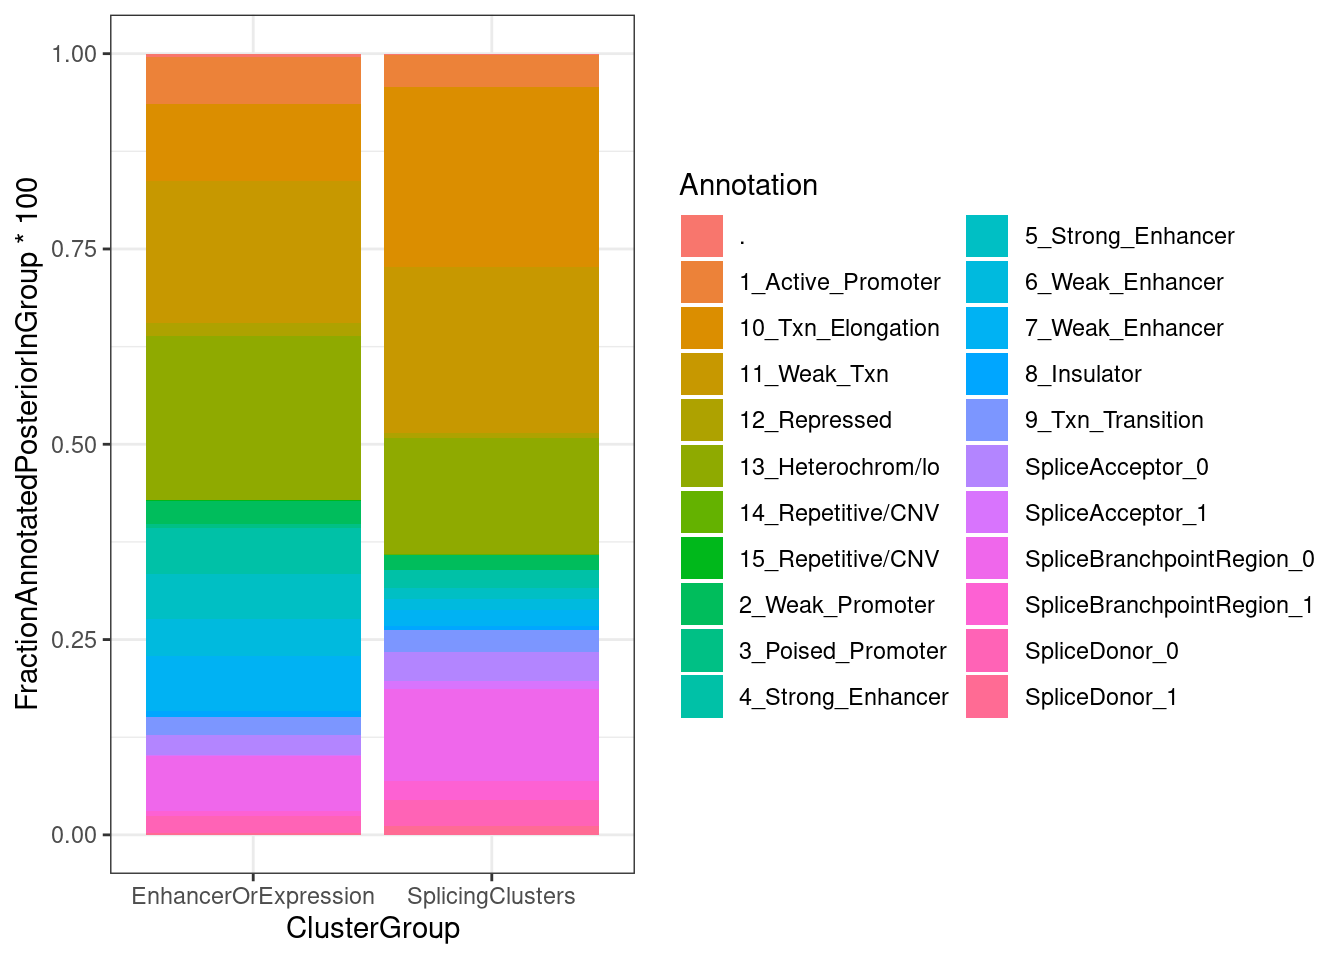 FractionAnnotatedPosteriorInGroup * 100
1.00
0.75
0.50
0.25
0.00
EnhancerOrExpression
SplicingClusters
ClusterGroup
Annotation
.
1_Active_Promoter
10_Txn_Elongation
11_Weak_Txn
12_Repressed
13_Heterochrom/lo
14_Repetitive/CNV
15_Repetitive/CNV
2_Weak_Promoter
3_Poised_Promoter
4_Strong_Enhancer
5_Strong_Enhancer
6_Weak_Enhancer
7_Weak_Enhancer
8_Insulator
9_Txn_Transition
SpliceAcceptor_0
SpliceAcceptor_1
SpliceBranchpointRegion_0
SpliceBranchpointRegion_1
SpliceDonor_0
SpliceDonor_1